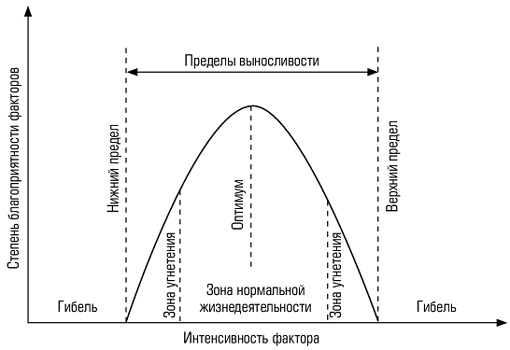 Степень благоприятности факторов
Пределы выносливости
Нижний предел
Верхний предел
Оптимум
Зона угнетения
Зона угнетения
Гибель
Зона нормальной
жизнедеятельности
Гибель
Интенсивность фактора